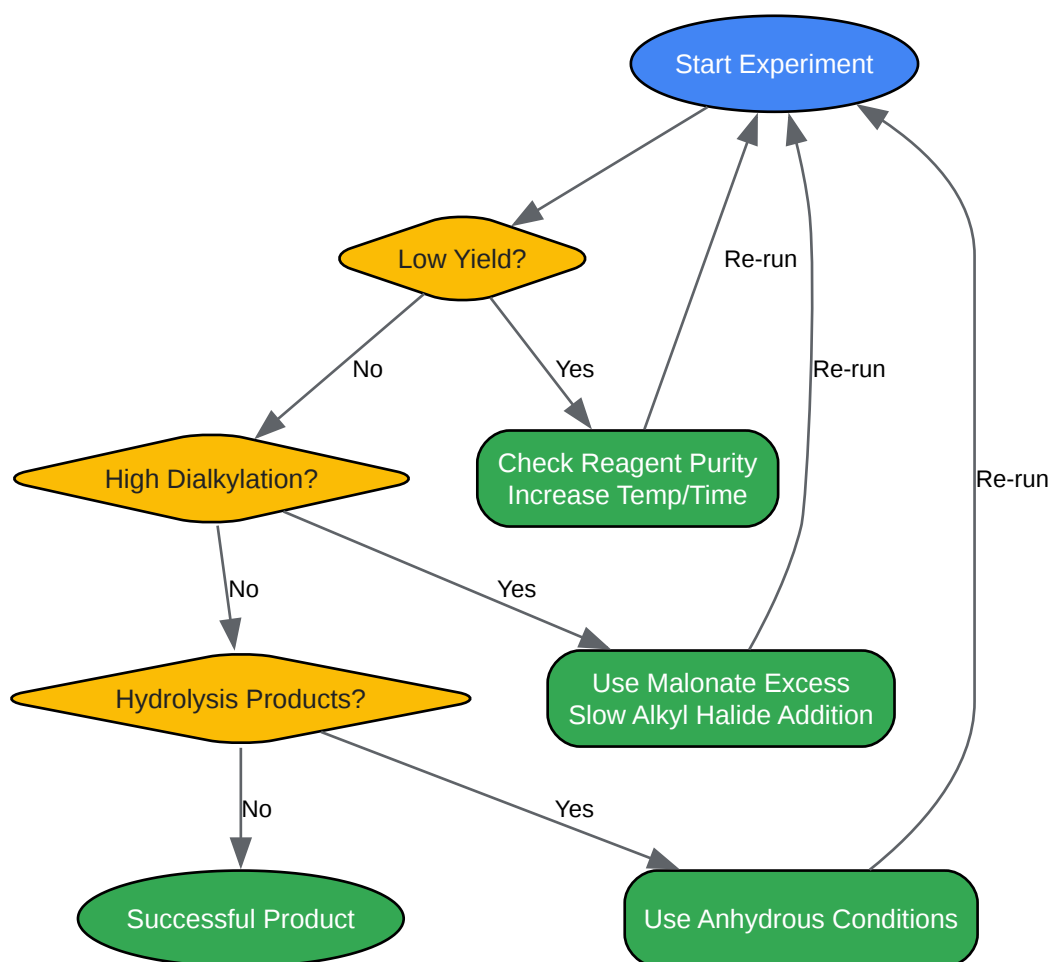 Start Experiment
Low Yield?
Re-run
No
Yes
Re-run
High Dialkylation?
Check Reagent Purity
Increase Temp/Time
Re-run
No
Yes
Hydrolysis Products?
Use Malonate Excess
Slow Alkyl Halide Addition
No
Yes
Successful Product
Use Anhydrous Conditions